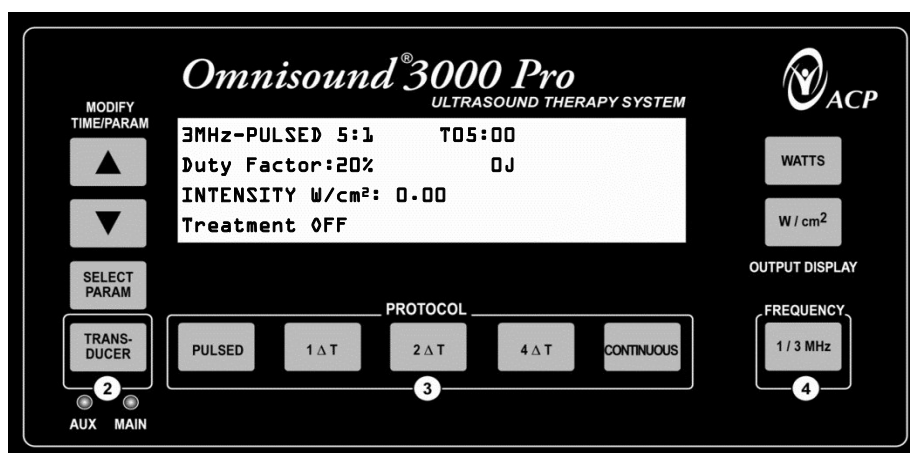 Omnisound® 3000 Pro
ULTRASOUND THERAPY SYSTEM
ACP
MODIFY
TIME/PARAM
3MHz-PULSED 5:1 T05:00
Duty Factor:20% 0J
INTENSITY W/cm²: 0.00
Treatment OFF
▲
▼
SELECT
PARAM
TRANS-
DUCER
2
AUX MAIN
PROTOCOL
PULSED
1 Δ T
2 Δ T
4 Δ T
CONTINUOUS
3
WATTS
W / cm2
OUTPUT DISPLAY
FREQUENCY
1 / 3 MHz
4